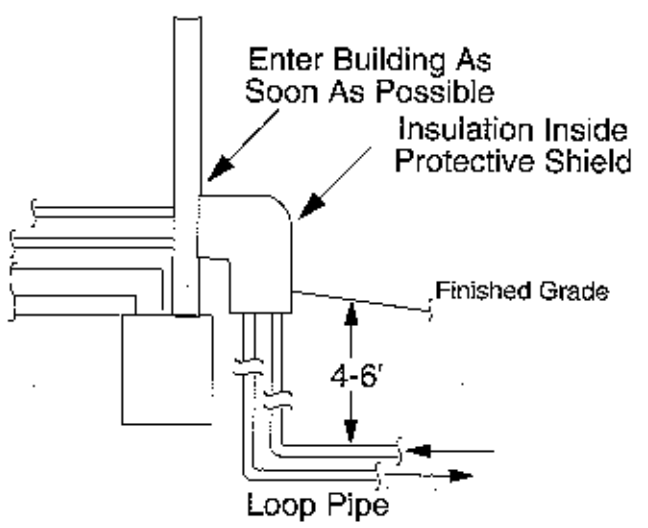 Enter Building As
Soon As Possible
Insulation Inside
Protective Shield
Finished Grade
4-6'
Loop Pipe